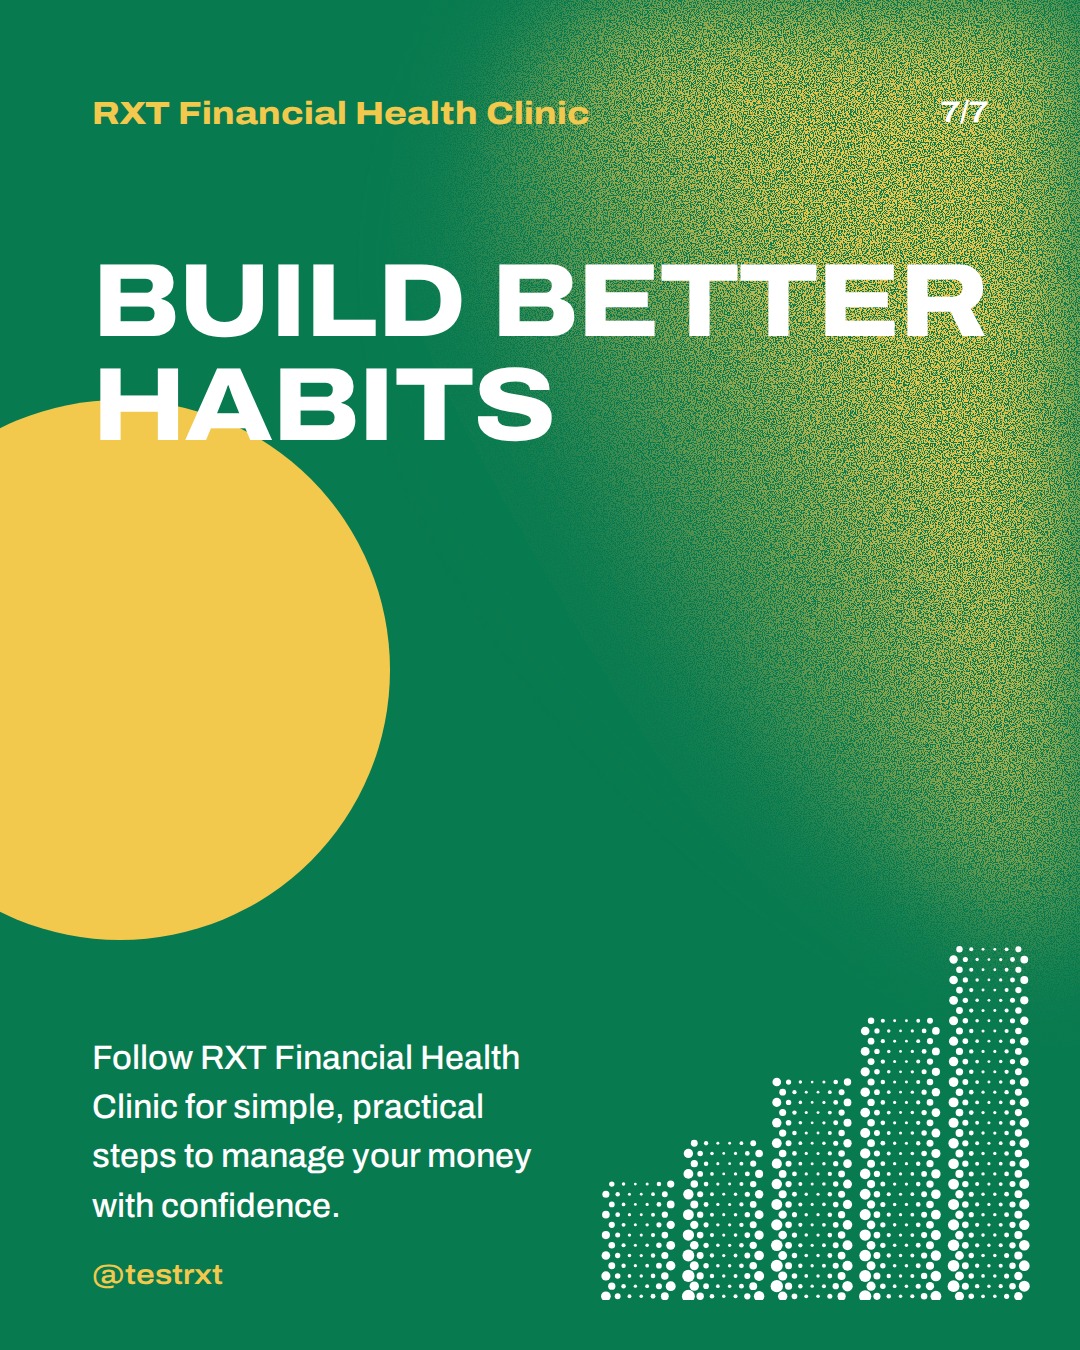 RXT Financial Health Clinic
7/7
BUILD BETTER
HABITS
Follow RXT Financial Health
Clinic for simple, practical
steps to manage your money
with confidence.
@testrxt